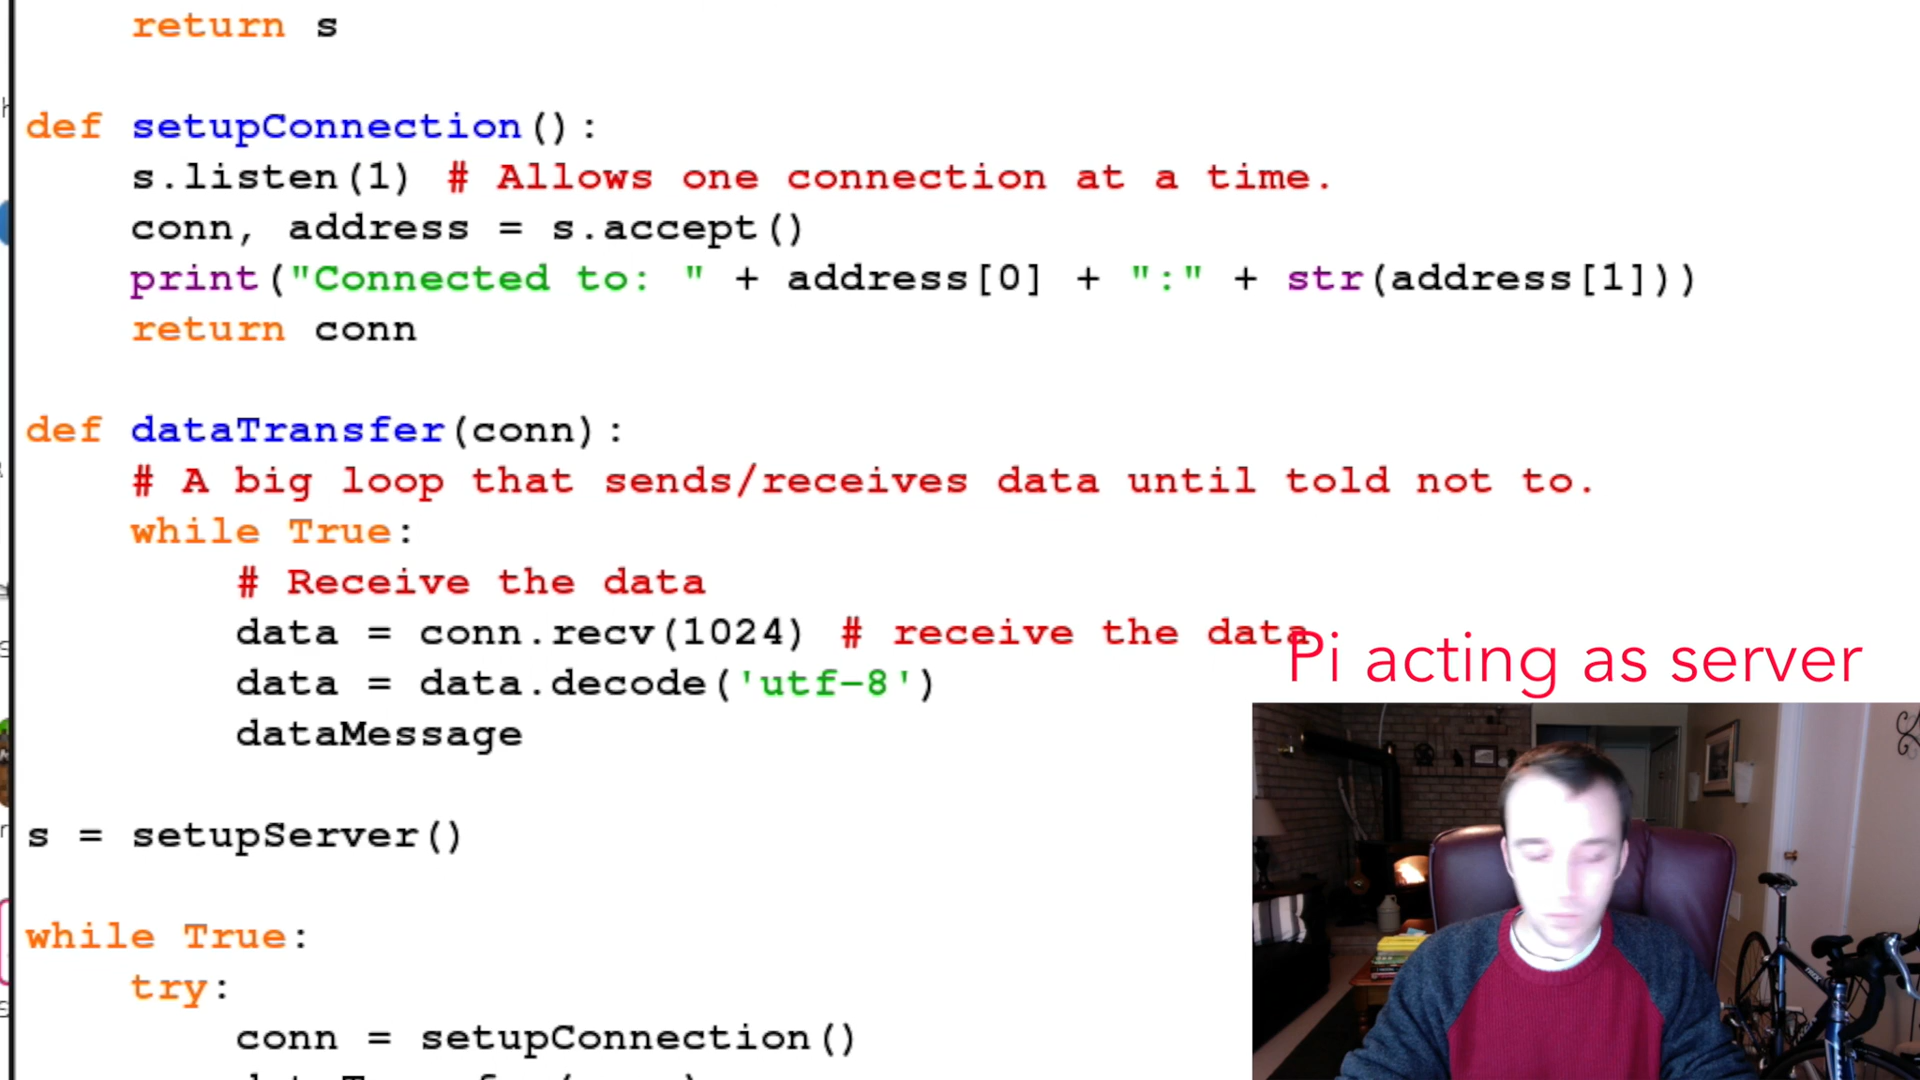 return s
def setupConnection():
s.listen(1) # Allows one connection at a time.
conn, address = s.accept()
print("Connected to: " + address[0] + ":" + str(address[1]))
return conn
def dataTransfer(conn):
# A big loop that sends/receives data until told not to.
while True:
# Receive the data
data = conn.recv(1024) # receive the data
data = data.decode('utf-8')
dataMessage
Pi acting as server
s = setupServer()
while True:
try:
conn = setupConnection()